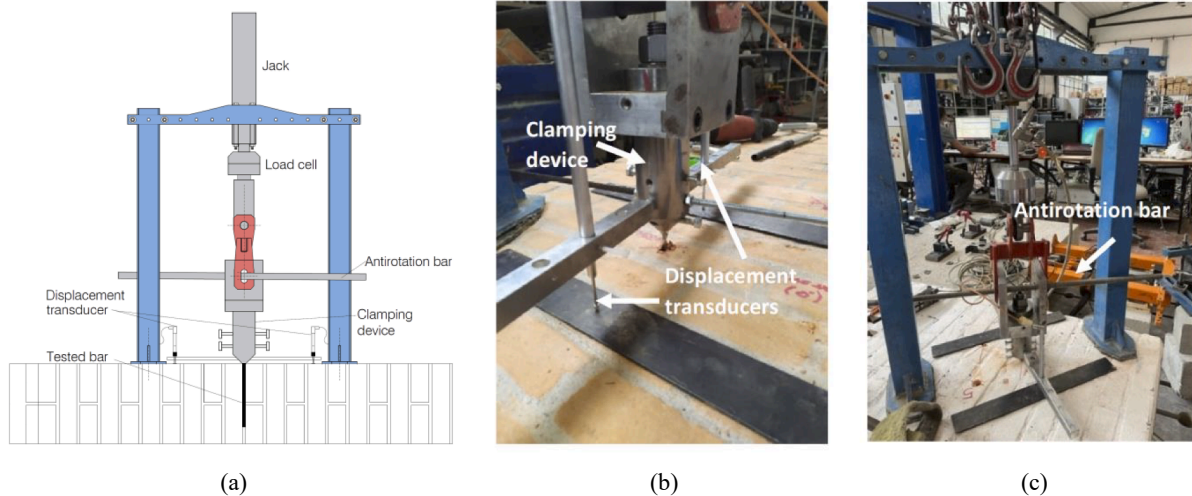 Jack
Load cell
Antirotation bar
Displacement
transducer
Clamping
device
Tested bar
Clamping
device
Displacement
transducers
Antirotation bar
(a)
(b)
(c)